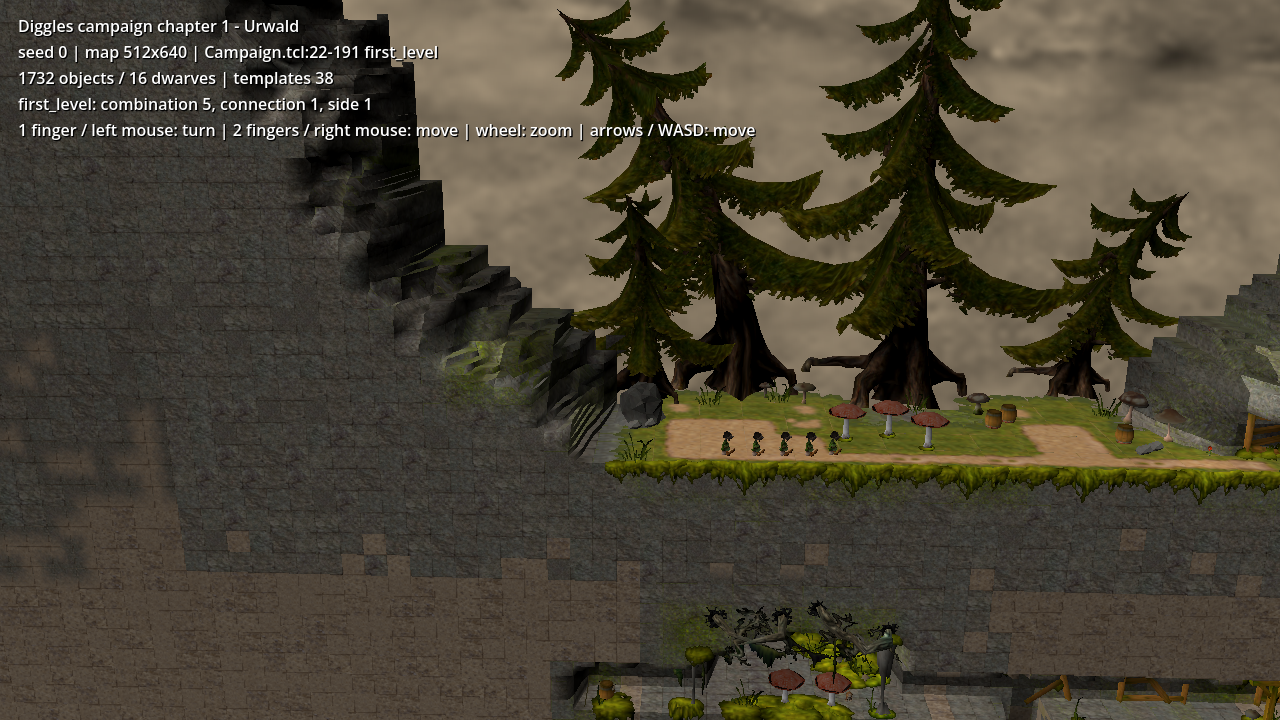 Diggles campaign chapter 1 - Urwald
seed 0 | map 512x640 | Campaign.tcl:22-191 first_level
1732 objects / 16 dwarves | templates 38
first_level: combination 5, connection 1, side 1
1 finger / left mouse: turn | 2 fingers / right mouse: move | wheel: zoom | arrows / WASD: move